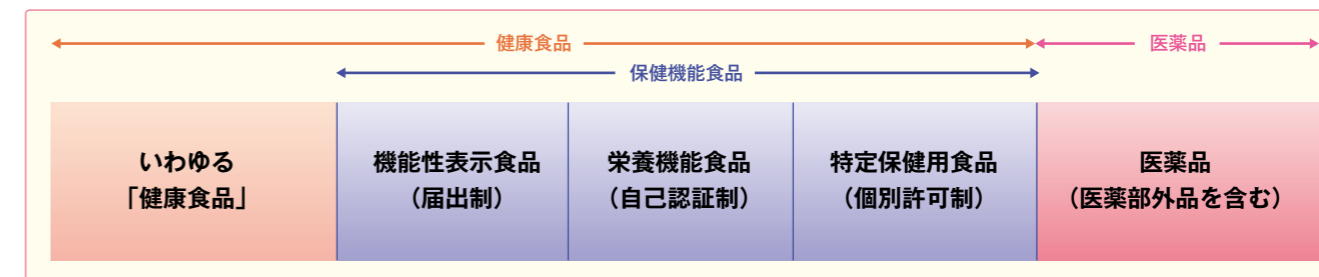 健康食品
医薬品
保健機能食品
いわゆる
「健康食品」
機能性表示食品
（届出制）
栄養機能食品
（自己認証制）
特定保健用食品
（個別許可制）
医薬品
（医薬部外品を含む）